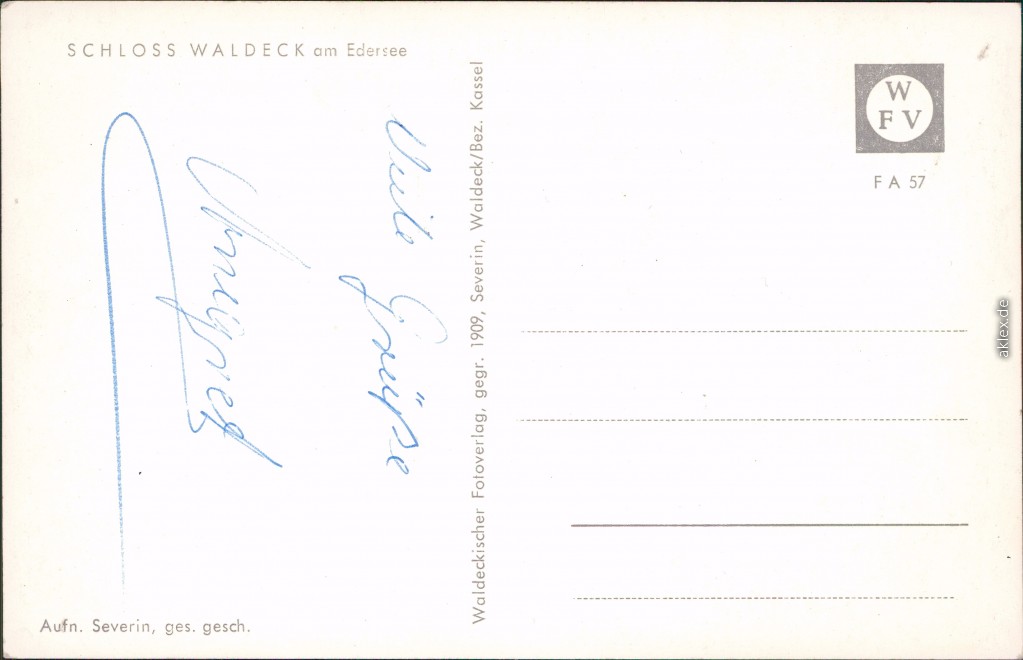 SCHLOSS WALDECK am Edersee
Viele Grüße
Aufn. Severin, ges. gesch.
Waldeckischer Fotoverlag, gegr. 1909, Severin, Waldeck/Bez. Kassel
W
F V
F A 57
aklex.de